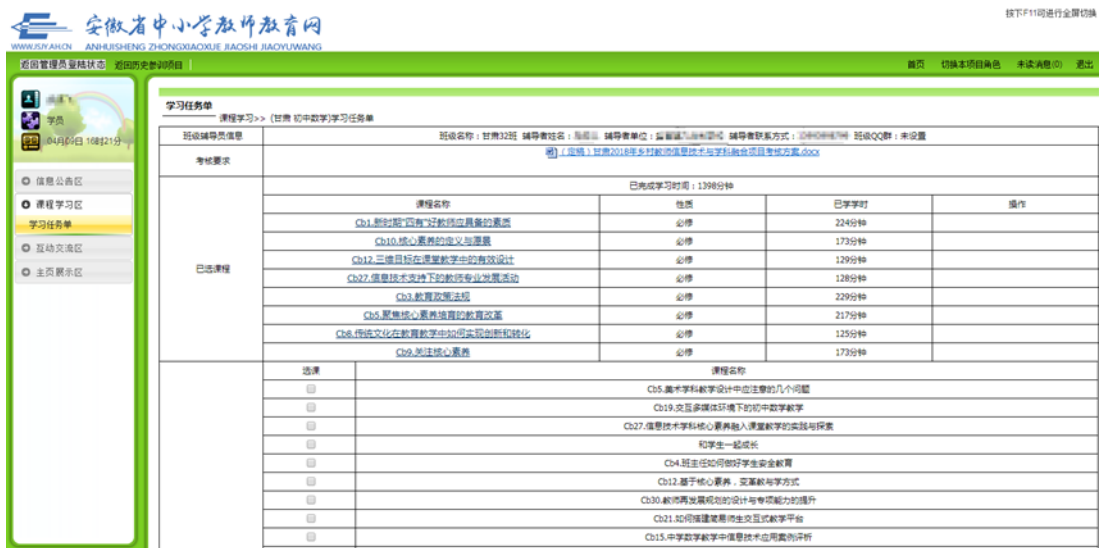 按下F11可进行全屏切换
安徽省中小学教师教育网
WWW.JSJY.AH.CN ANHUISHENG ZHONGXIAOXUE JIAOSHI JIAOYUWANG
返回管理员登陆状态 返回历史参训项目 首页 切换本项目角色 未读消息(0) 退出
学员
04月09日 16时21分
信息公告区
课程学习区
学习任务单
互动交流区
主页展示区
学习任务单
课程学习>> (甘肃 初中数学)学习任务单
班级辅导员信息 班级名称：甘肃32班 辅导者姓名： 辅导者单位： 辅导者联系方式： 班级QQ群：未设置
考核要求 (定稿）甘肃2018年乡村教师信息技术与学科融合项目考核方案.docx
已选课程
已完成学习时间：1398分钟
课程名称 性质 已学学时 操作
Cb1.新时期"四有"好教师应具备的素质 必修 224分钟
Cb10.核心素养的定义与愿景 必修 173分钟
Cb12.三维目标在课堂教学中的有效设计 必修 129分钟
Cb27.信息技术支持下的教师专业发展活动 必修 128分钟
Cb3.教育政策法规 必修 229分钟
Cb5.聚焦核心素养培育的教育改革 必修 217分钟
Cb8.传统文化在教育教学中如何实现创新和转化 必修 125分钟
Cb9.关注核心素养 必修 173分钟
选课 课程名称
Cb5.美术学科教学设计中应注意的几个问题
Cb19.交互多媒体环境下的初中数学教学
Cb27.信息技术学科核心素养融入课堂教学的实践与探索
和学生一起成长
Cb4.班主任如何做好学生安全教育
Cb12.基于核心素养，变革教与学方式
Cb30.教师再发展规划的设计与专项能力的提升
Cb21.如何搭建简易师生交互式教学平台
Cb15.中学数学教学中信息技术应用案例评析